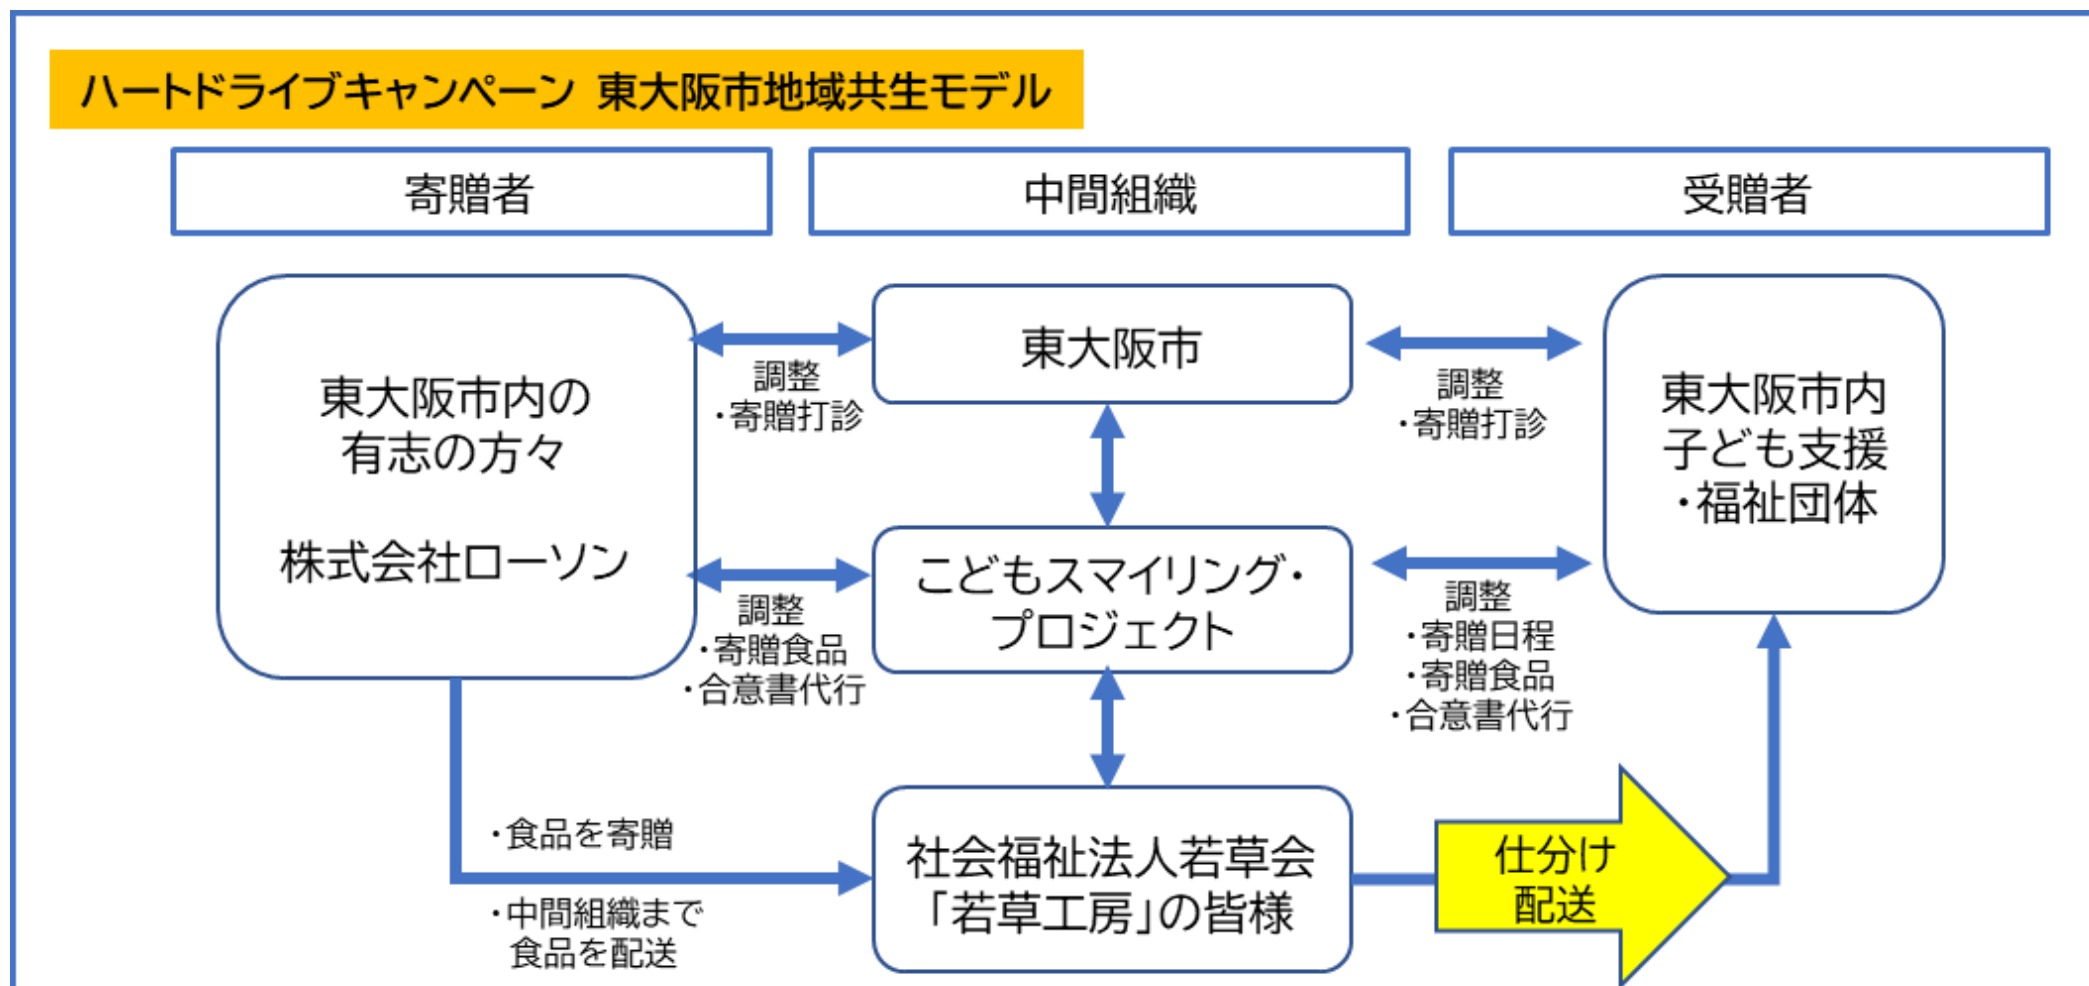 ハートドライブキャンペーン 東大阪市地域共生モデル
寄贈者
中間組織
受贈者
東大阪市内の
有志の方々
株式会社ローソン
調整
・寄贈打診
東大阪市
調整
・寄贈打診
東大阪市内
子ども支援
・福祉団体
調整
・寄贈食品
・合意書代行
こどもスマイリング・
プロジェクト
調整
・寄贈日程
・寄贈食品
・合意書代行
・食品を寄贈
・中間組織まで
食品を配送
社会福祉法人若草会
「若草工房」の皆様
仕分け
配送